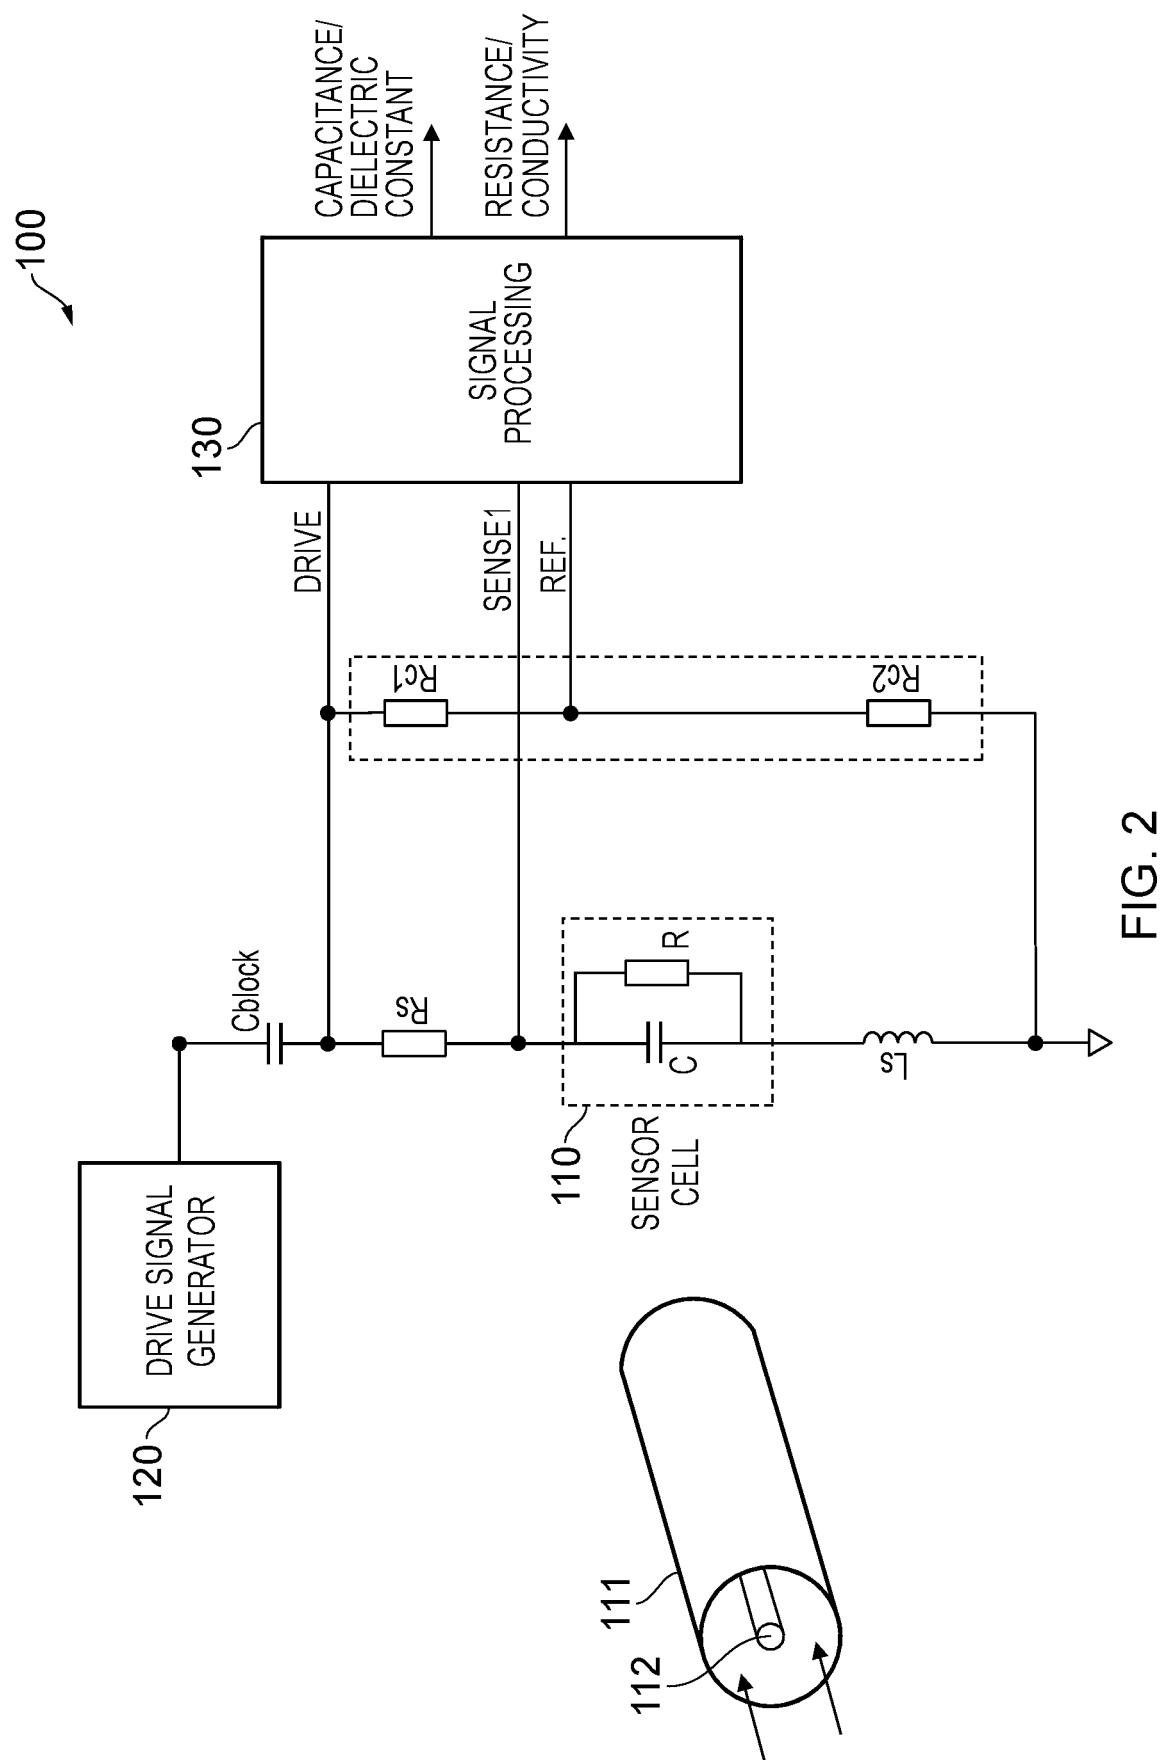 100
120
DRIVE SIGNAL
GENERATOR
Cblock
DRIVE
130
SIGNAL
PROCESSING
CAPACITANCE/
DIELECTRIC
CONSTANT
RESISTANCE/
CONDUCTIVITY
Rs
SENSE1
REF.
Rc1
Rc2
110
SENSOR
CELL
C
R
Ls
111
112
FIG. 2